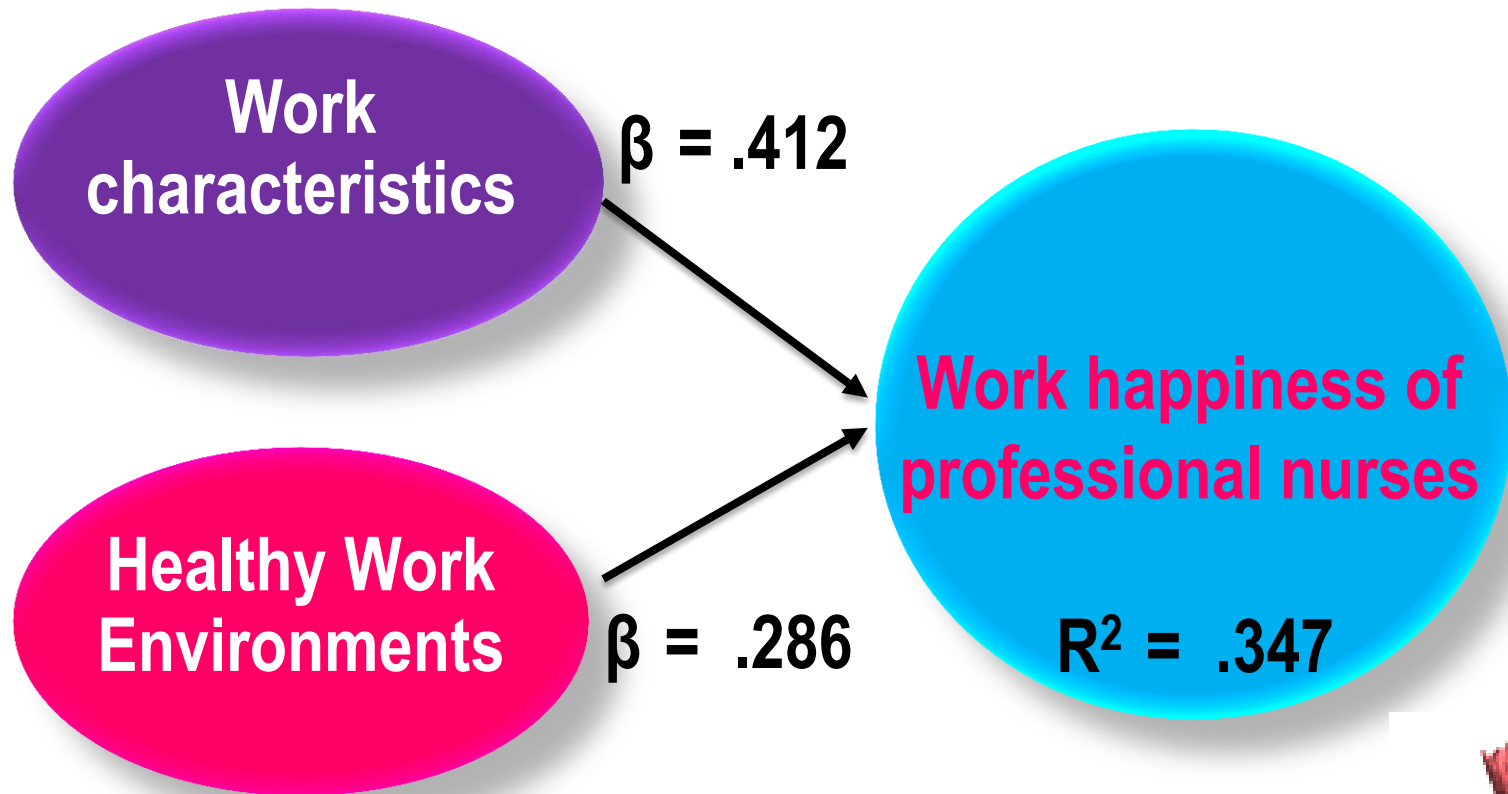 Work
characteristics
β = .412
Work happiness of
professional nurses
Healthy Work
Environments
β = .286
R² = .347